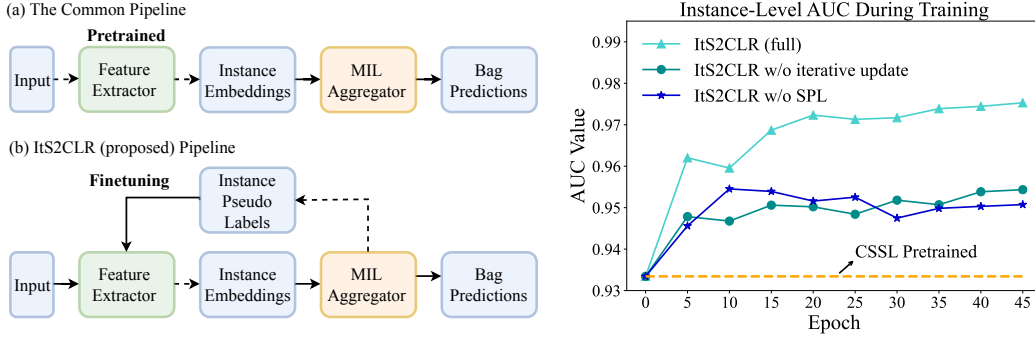 (a) The Common Pipeline
Pretrained
Input
Feature
Extractor
Instance
Embeddings
MIL
Aggregator
Bag
Predictions
(b) ItS2CLR (proposed) Pipeline
Finetuning
Instance
Pseudo
Labels
Input
Feature
Extractor
Instance
Embeddings
MIL
Aggregator
Bag
Predictions
Instance-Level AUC During Training
AUC Value
0.99
0.98
0.97
0.96
0.95
0.94
0.93
ItS2CLR (full)
ItS2CLR w/o iterative update
ItS2CLR w/o SPL
CSSL Pretrained
0 5 10 15 20 25 30 35 40 45
Epoch